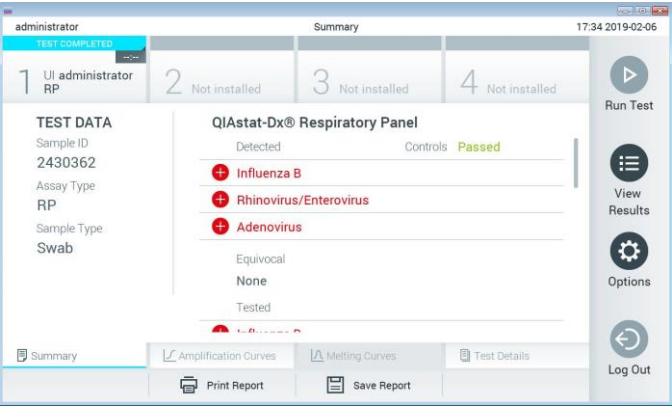 administrator
Summary
17:34 2019-02-06
TEST COMPLETED
--:--
1 UI administrator
RP
2 Not installed
3 Not installed
4 Not installed
Run Test
TEST DATA
Sample ID
2430362
Assay Type
RP
Sample Type
Swab
QIAstat-Dx® Respiratory Panel
Detected
Controls Passed
Influenza B
Rhinovirus/Enterovirus
Adenovirus
Equivocal
None
Tested
View
Results
Options
Log Out
Summary
Amplification Curves
Melting Curves
Test Details
Print Report
Save Report